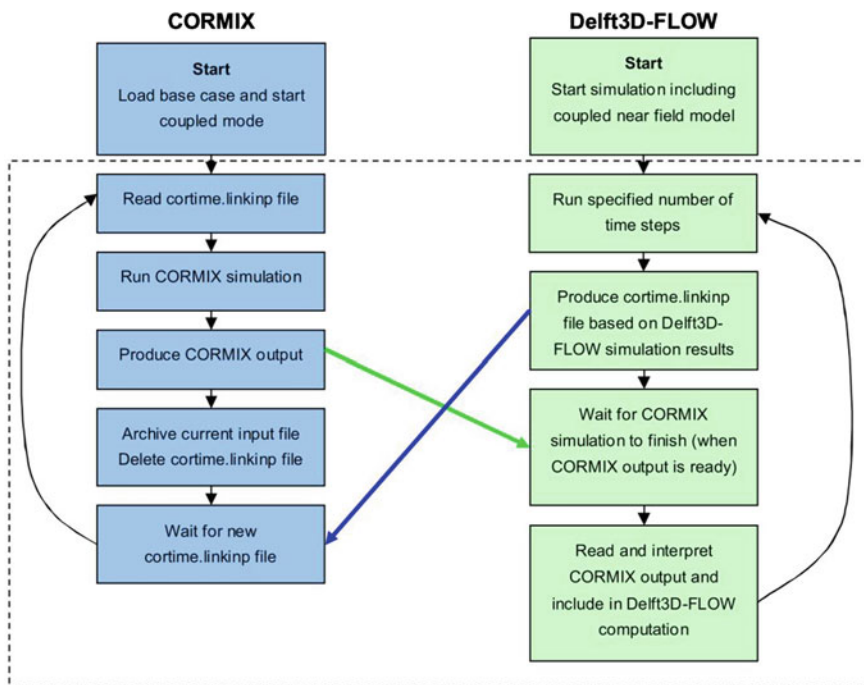 CORMIX
Start
Load base case and start
coupled mode
Read cortime.linkinp file
Run CORMIX simulation
Produce CORMIX output
Archive current input file
Delete cortime.linkinp file
Wait for new
cortime.linkinp file
Delft3D-FLOW
Start
Start simulation including
coupled near field model
Run specified number of
time steps
Produce cortime.linkinp
file based on Delft3D-
FLOW simulation results
Wait for CORMIX
simulation to finish (when
CORMIX output is ready)
Read and interpret
CORMIX output and
include in Delft3D-FLOW
computation